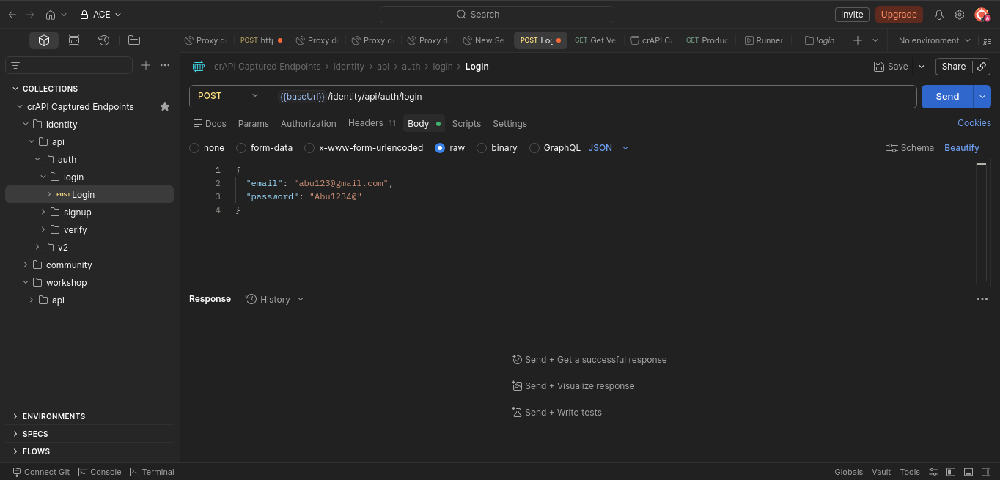 ACE
Search
Invite
Upgrade
Proxy d
POST http
Proxy d
Proxy d
Proxy d
New Se
POST Log
GET Get Ve
crAPI C
GET Produc
Runner
login
No environment
crAPI Captured Endpoints > identity > api > auth > login > Login
Save
Share
POST
{{baseUrl}} /identity/api/auth/login
Send
Docs
Params
Authorization
Headers 11
Body
Scripts
Settings
Cookies
none
form-data
x-www-form-urlencoded
raw
binary
GraphQL
JSON
Schema
Beautify
1 {
2 "email": "abu123@gmail.com",
3 "password": "Abu1234@"
4 }
COLLECTIONS
crAPI Captured Endpoints
identity
api
auth
login
POST Login
signup
verify
v2
community
workshop
api
ENVIRONMENTS
SPECS
FLOWS
Response
History
Send + Get a successful response
Send + Visualize response
Send + Write tests
Connect Git
Console
Terminal
Globals
Vault
Tools